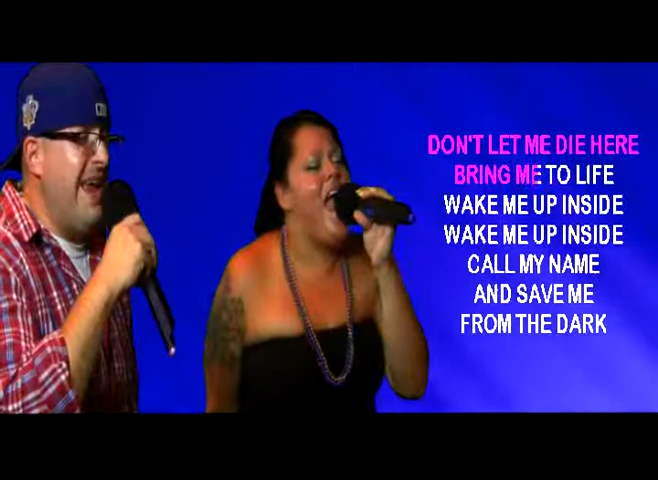 DON'T LET ME DIE HERE
BRING ME TO LIFE
WAKE ME UP INSIDE
WAKE ME UP INSIDE
CALL MY NAME
AND SAVE ME
FROM THE DARK